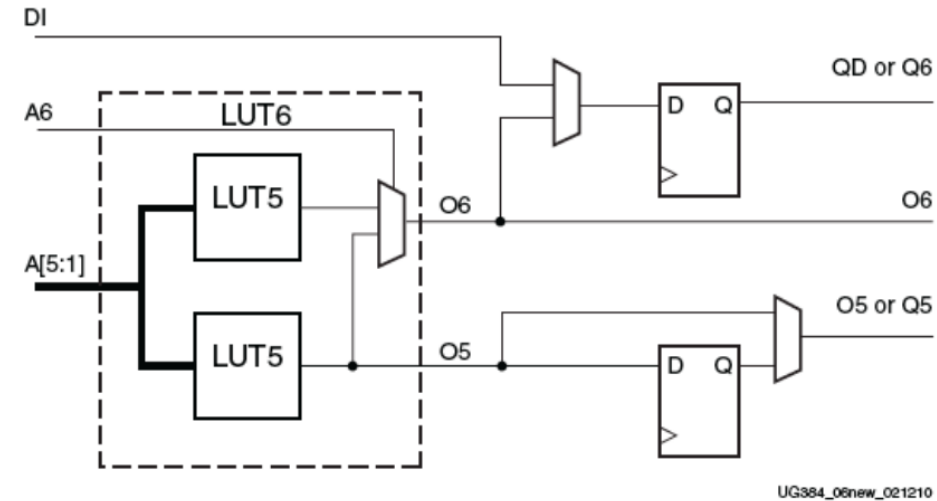 DI
QD or Q6
D Q
A6
LUT6
LUT5
O6
O6
A[5:1]
O5 or Q5
LUT5
O5
D Q
UG384_06new_021210